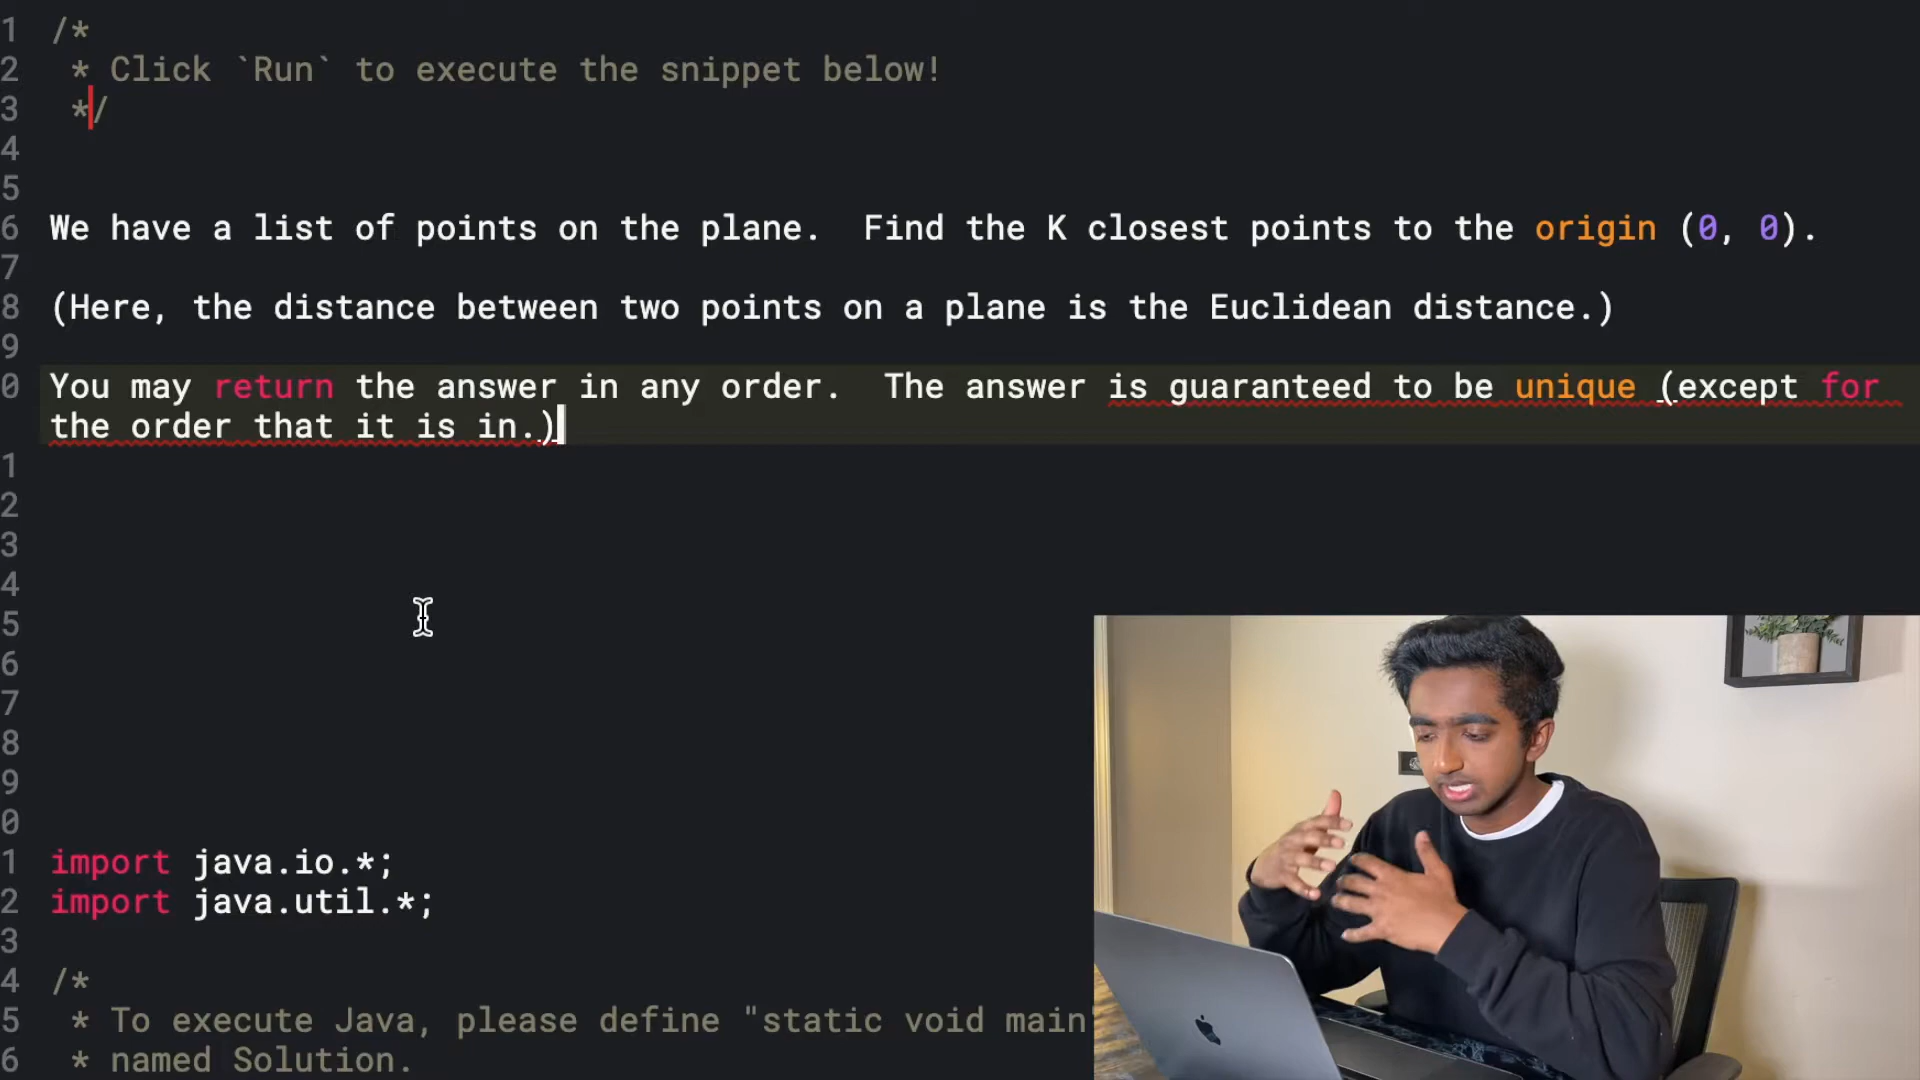 1 /*
2 * Click `Run` to execute the snippet below!
3 */
4
5
6 We have a list of points on the plane.  Find the K closest points to the origin (0, 0).
7
8 (Here, the distance between two points on a plane is the Euclidean distance.)
9
0 You may return the answer in any order.  The answer is guaranteed to be unique (except for
the order that it is in.)
1
2
3
4
5
6
7
8
9
0
1 import java.io.*;
2 import java.util.*;
3
4 /*
5 * To execute Java, please define "static void main"
6 * named Solution.